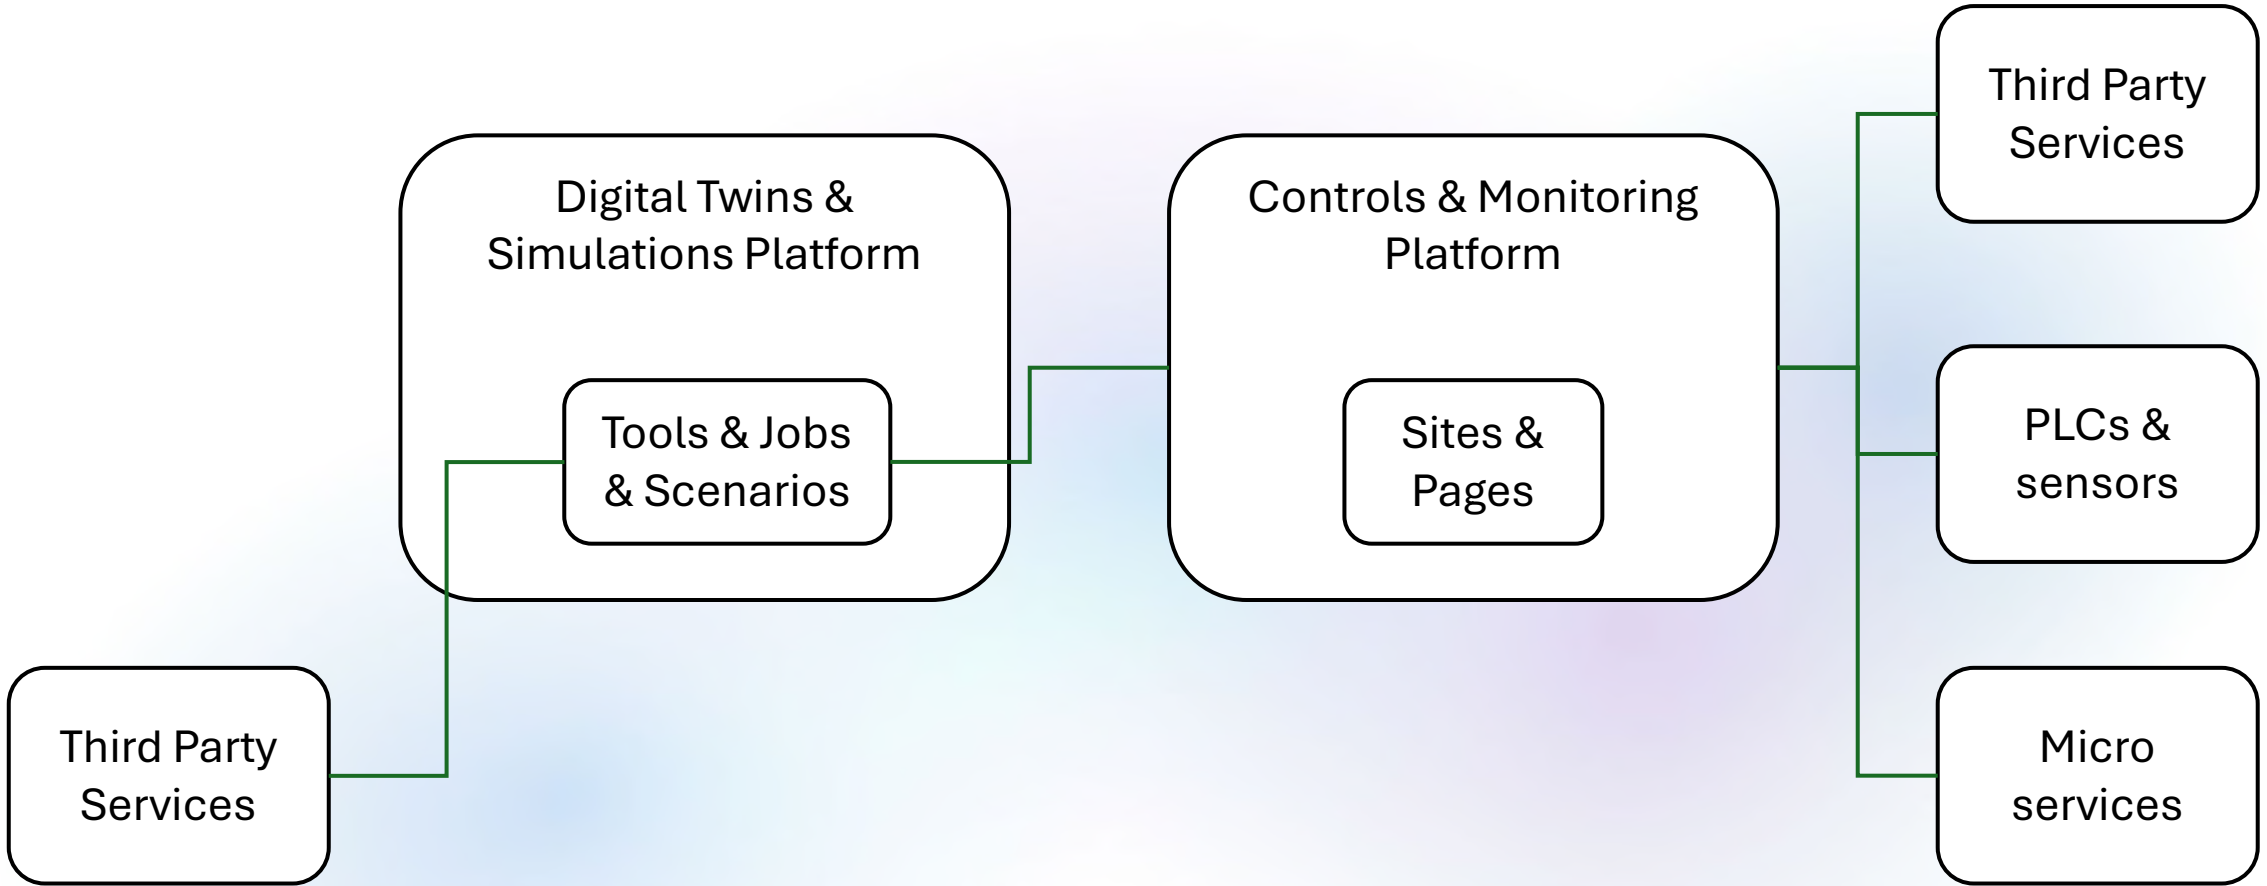 Third Party
Services
Digital Twins &
Simulations Platform
Controls & Monitoring
Platform
Tools & Jobs
& Scenarios
Sites &
Pages
PLCs &
sensors
Third Party
Services
Micro
services